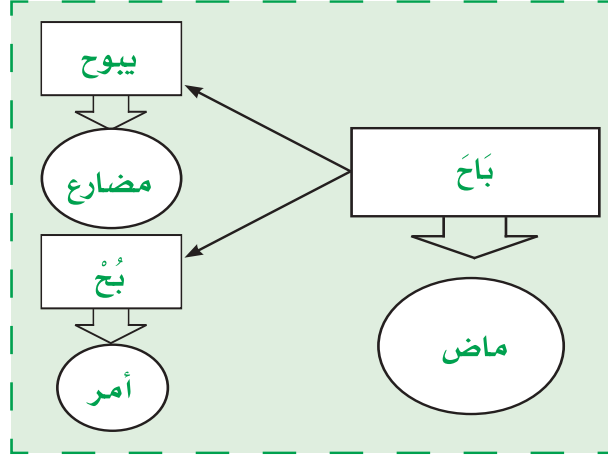 بَاحَ
ماض
يبوح
مضارع
بُحْ
أمر